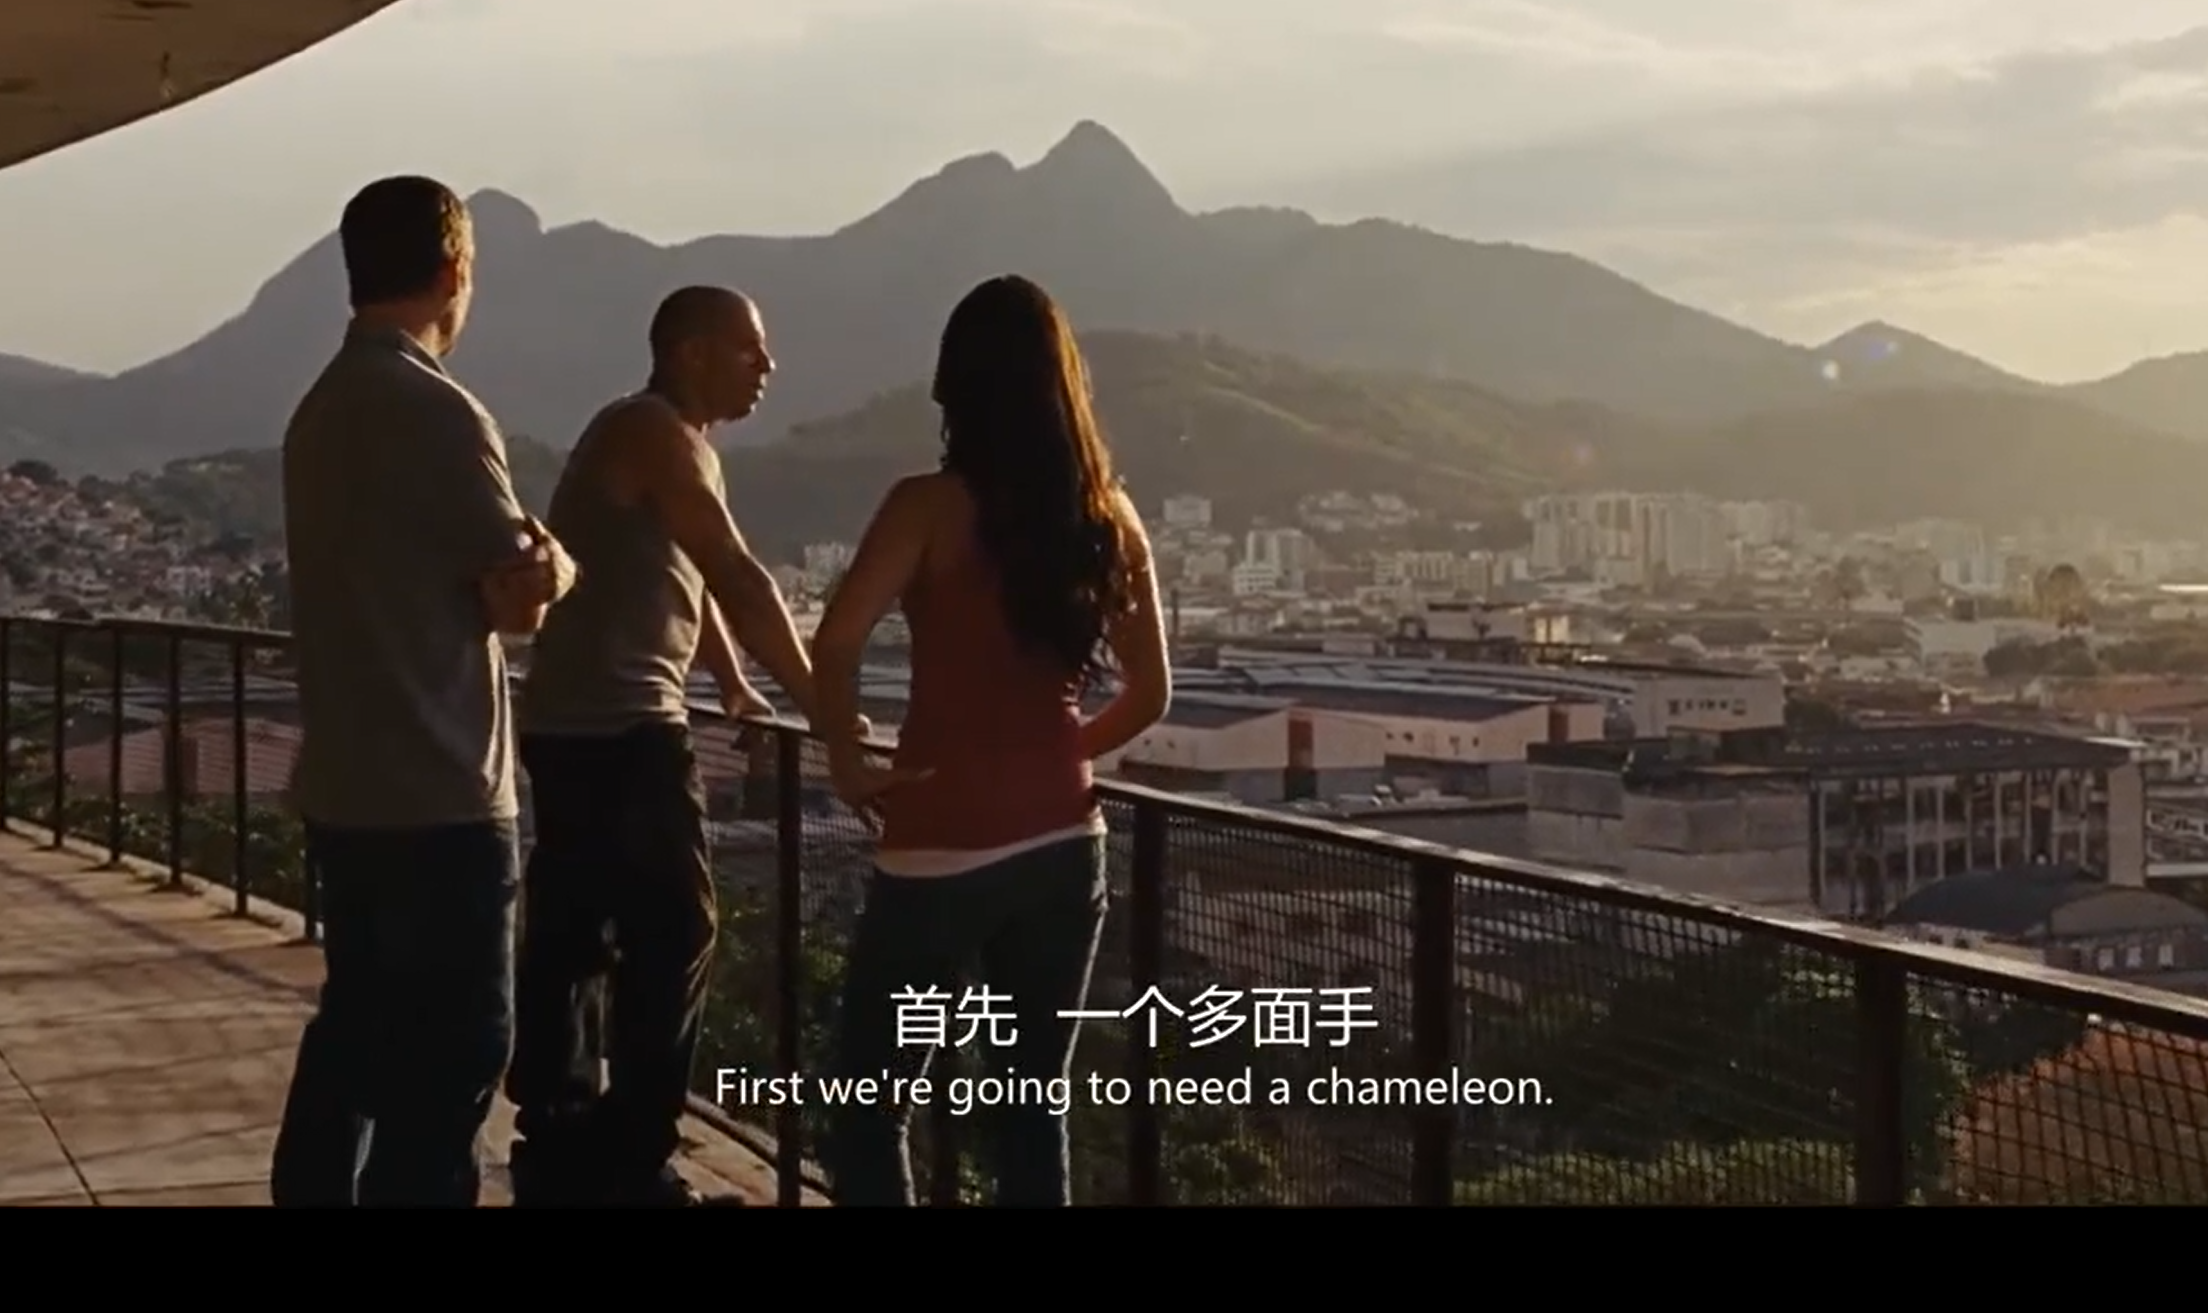 首先 一个多面手
First we're going to need a chameleon.